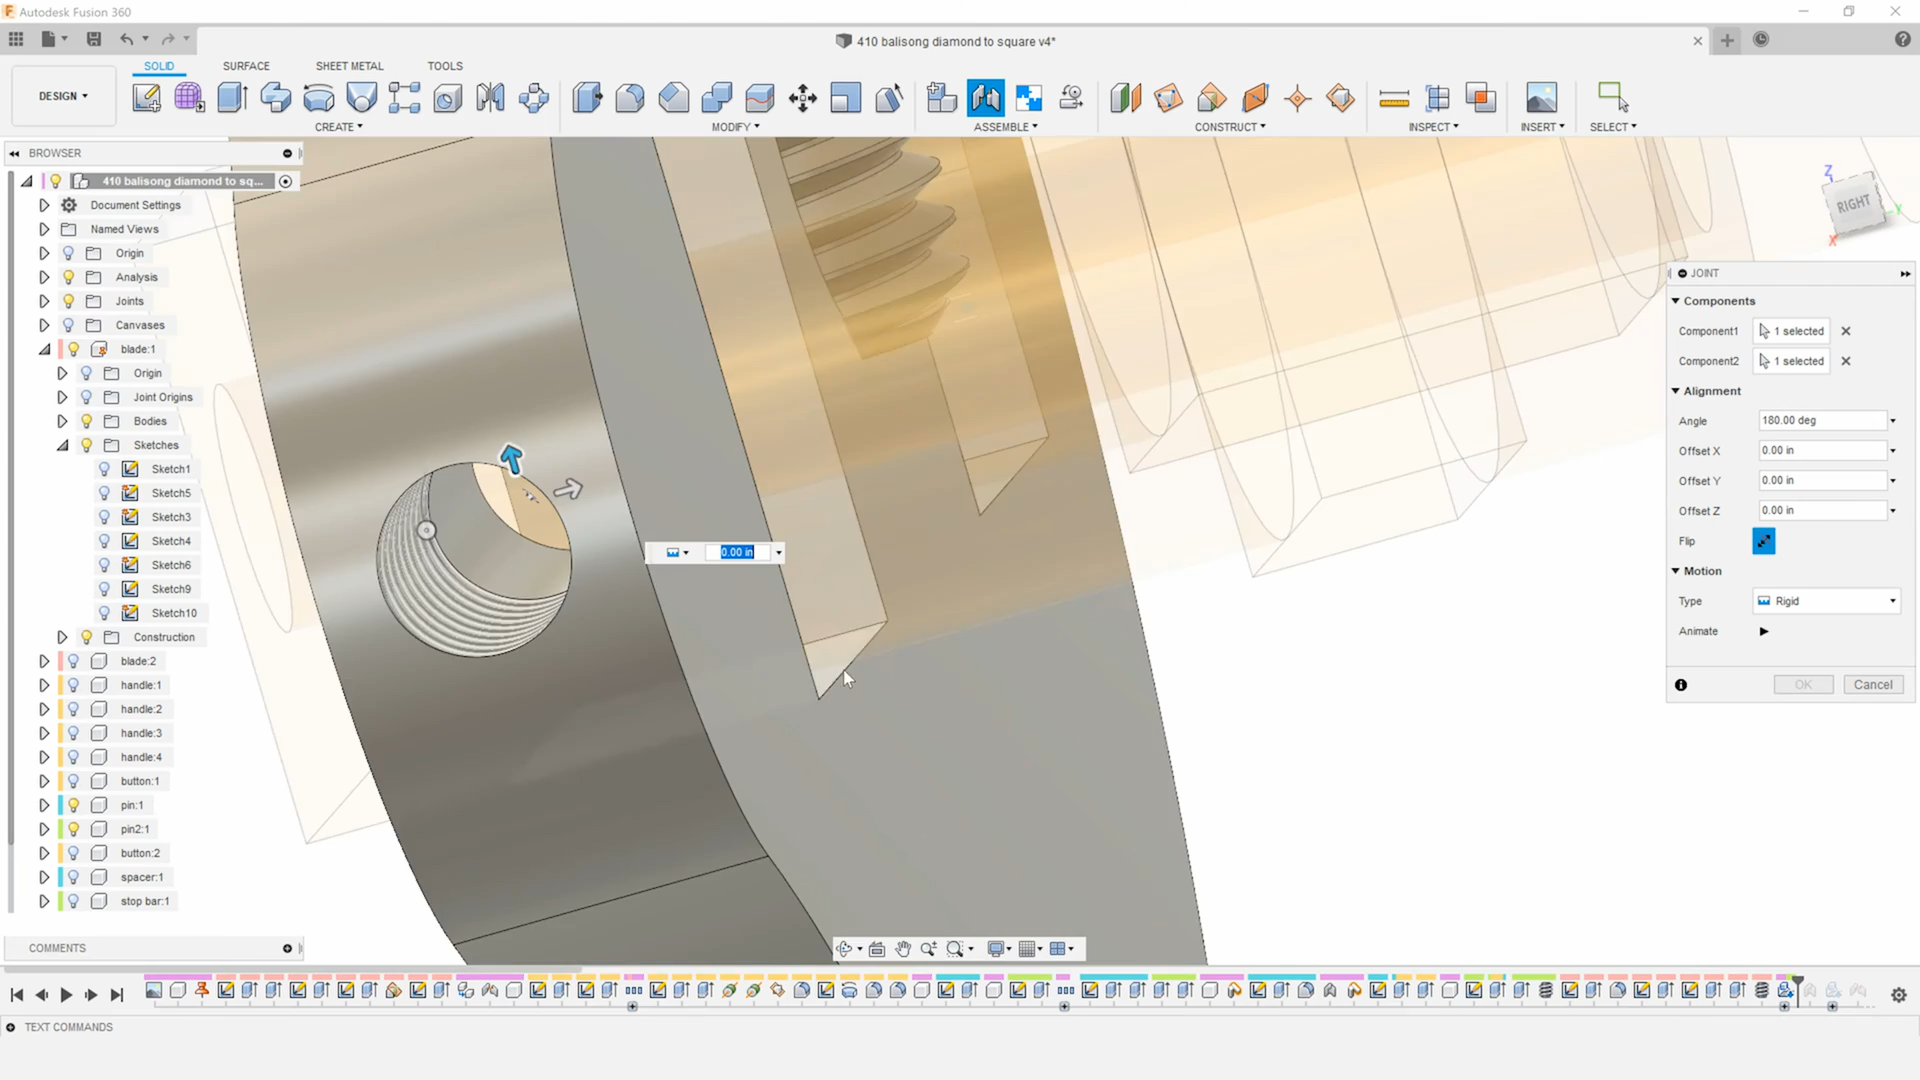 Autodesk Fusion 360
410 balisong diamond to square v4*
SOLID
SURFACE
SHEET METAL
TOOLS
DESIGN
CREATE
MODIFY
ASSEMBLE
CONSTRUCT
INSPECT
INSERT
SELECT
BROWSER
410 balisong diamond to sq...
Document Settings
Named Views
Origin
Analysis
Joints
Canvases
blade:1
Origin
Joint Origins
Bodies
Sketches
Sketch1
Sketch5
Sketch3
Sketch4
Sketch6
Sketch9
Sketch10
Construction
blade:2
handle:1
handle:2
handle:3
handle:4
button:1
pin:1
pin2:1
button:2
spacer:1
stop bar:1
0.00 in
Z
RIGHT
Y
X
JOINT
Components
Component1 1 selected
Component2 1 selected
Alignment
Angle 180.00 deg
Offset X 0.00 in
Offset Y 0.00 in
Offset Z 0.00 in
Flip
Motion
Type Rigid
Animate
OK Cancel
COMMENTS
TEXT COMMANDS